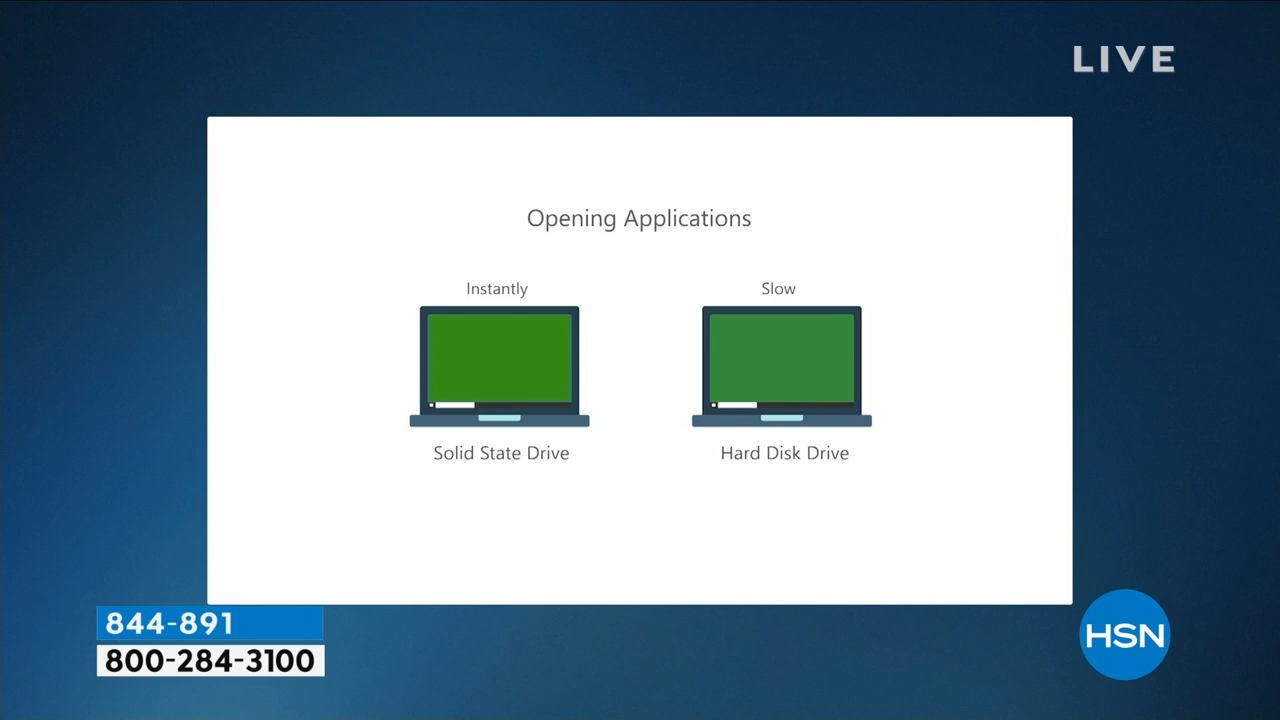 LIVE
Opening Applications
Instantly
Slow
Solid State Drive
Hard Disk Drive
844-891
800-284-3100
HSN